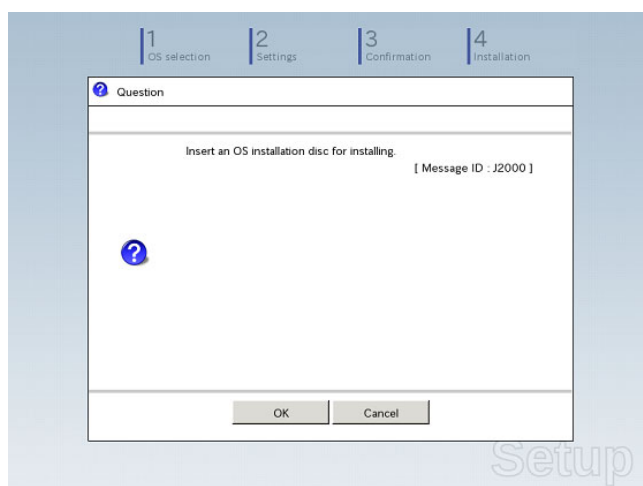 1 2 3 4
OS selection Settings Confirmation Installation
Question
Insert an OS installation disc for installing.
[ Message ID : J2000 ]
OK Cancel
Setup